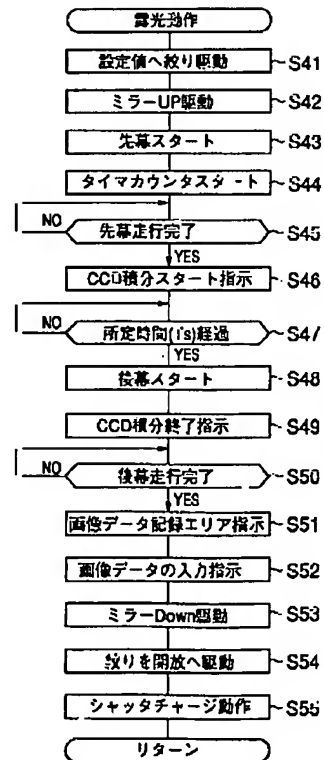 露光動作
設定値へ絞り駆動 ~S41
ミラーUP駆動 ~S42
先幕スタート ~S43
タイマカウンタスタート ~S44
NO 先幕走行完了 ~S45
YES
CCD積分スタート指示 ~S46
NO 所定時間(Ts)経過 ~S47
YES
後幕スタート ~S48
CCD積分終了指示 ~S49
NO 後幕走行完了 ~S50
YES
画像データ記録エリア指示 ~S51
画像データの入力指示 ~S52
ミラーDown駆動 ~S53
絞りを開放へ駆動 ~S54
シャッタチャージ動作 ~S55
リターン